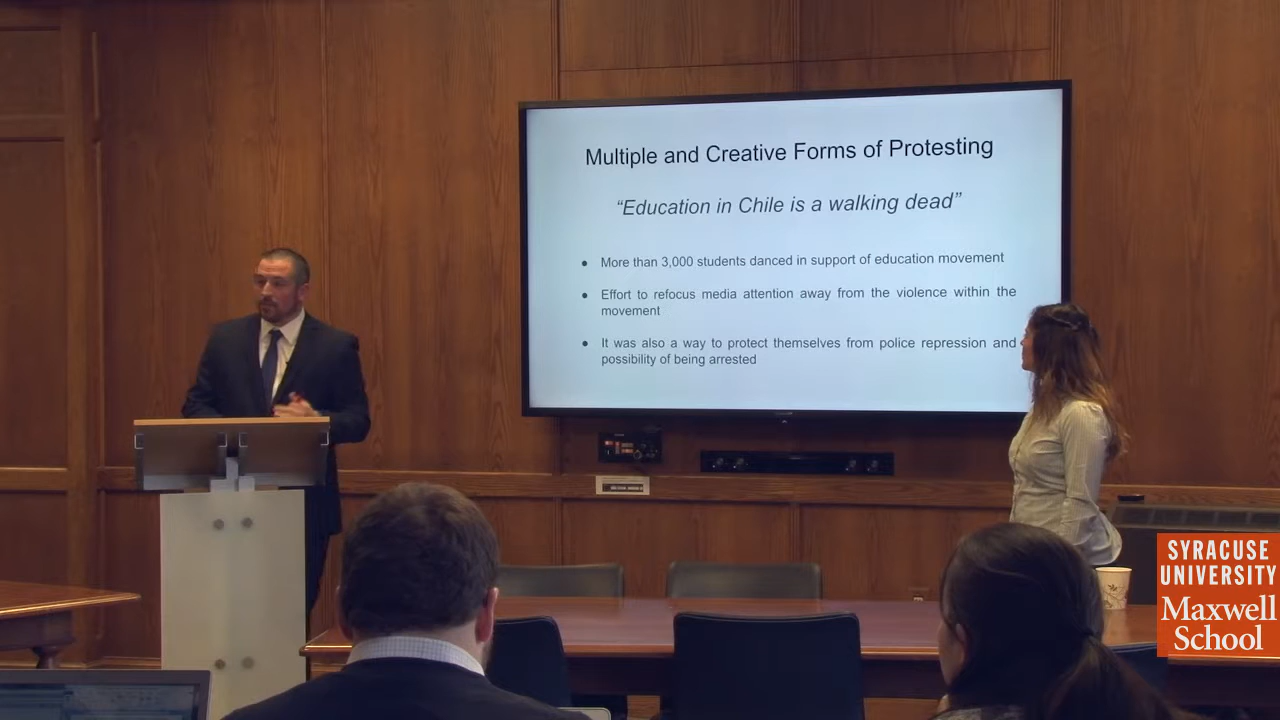 Multiple and Creative Forms of Protesting
“Education in Chile is a walking dead”
● More than 3,000 students danced in support of education movement
● Effort to refocus media attention away from the violence within the
movement
● It was also a way to protect themselves from police repression and
possibility of being arrested
SYRACUSE
UNIVERSITY
Maxwell
School